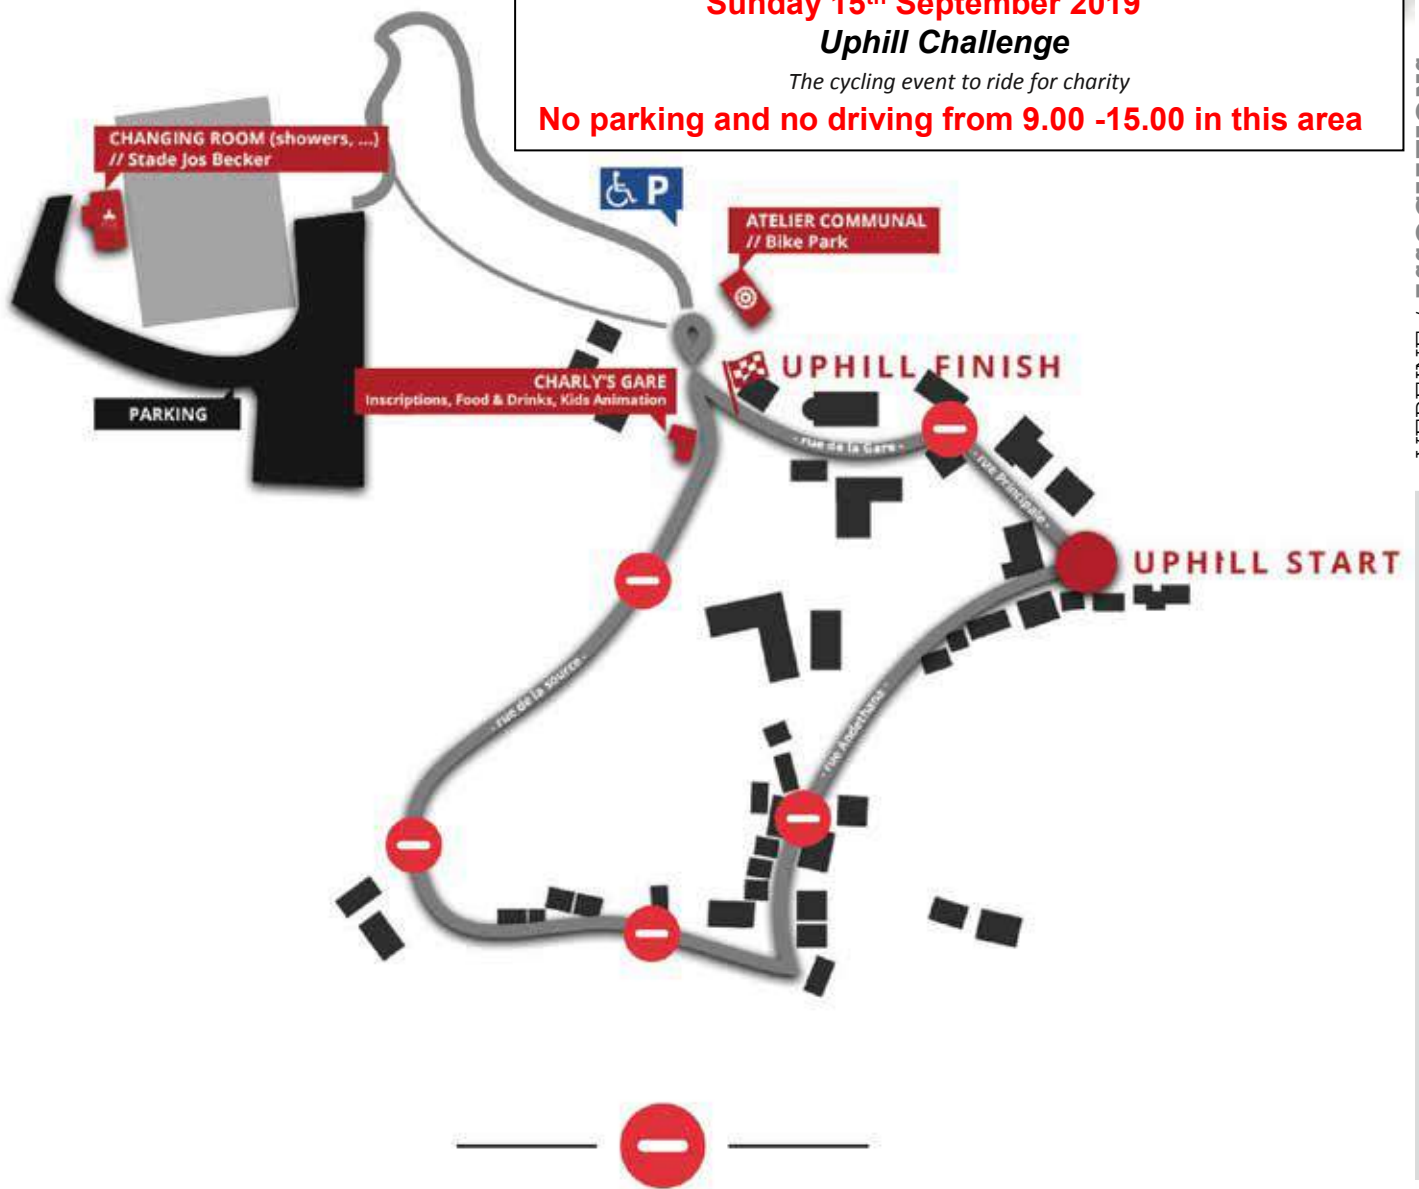 Sunday 15th September 2019
Uphill Challenge
The cycling event to ride for charity
No parking and no driving from 9.00 -15.00 in this area
CHANGING ROOM (showers, ...)
// Stade Jos Becker
P
ATELIER COMMUNAL
// Bike Park
UPHILL FINISH
CHARLY'S GARE
Inscriptions, Food & Drinks, Kids Animation
PARKING
- rue de la Gare -
- rue Principale -
UPHILL START
- rue de la source -
- rue Andethana -